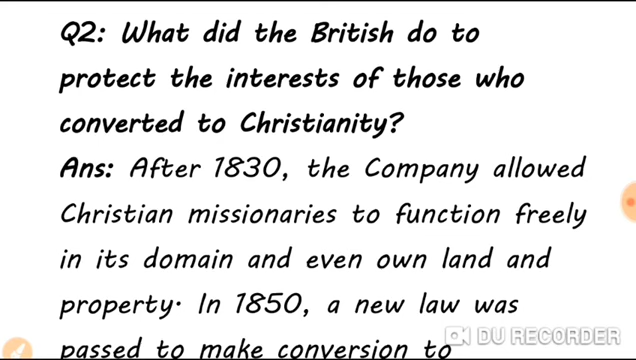 Q2: What did the British do to
protect the interests of those who
converted to Christianity?
Ans: After 1830, the Company allowed
Christian missionaries to function freely
in its domain and even own land and
property. In 1850, a new law was
passed to make conversion to
DU RECORDER